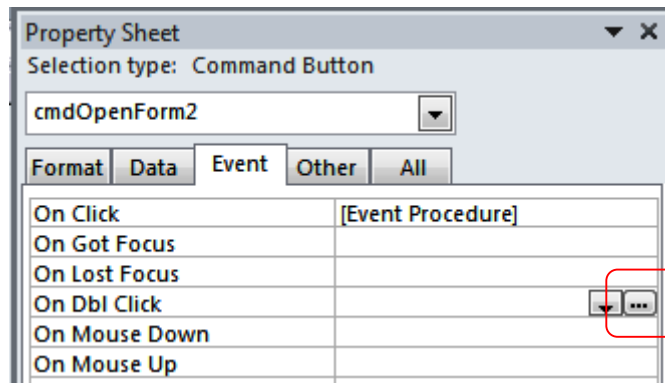 Property Sheet
Selection type: Command Button
cmdOpenForm2
Format Data Event Other All
On Click [Event Procedure]
On Got Focus
On Lost Focus
On Dbl Click ...
On Mouse Down
On Mouse Up